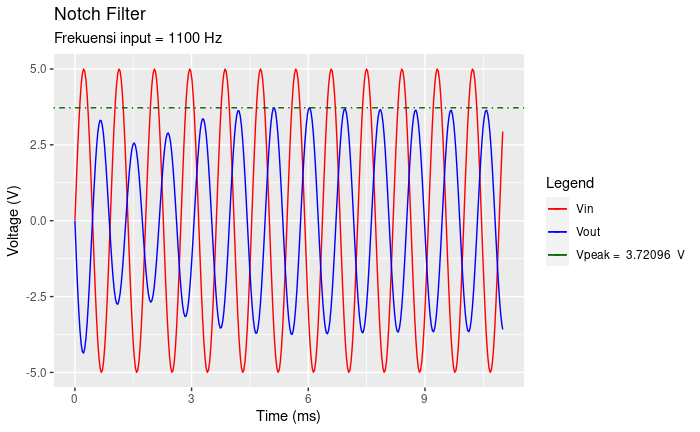 Notch Filter
Frekuensi input = 1100 Hz
5.0
2.5
0.0
-2.5
-5.0
Voltage (V)
0
3
6
9
Time (ms)
Legend
Vin
Vout
Vpeak = 3.72096 V